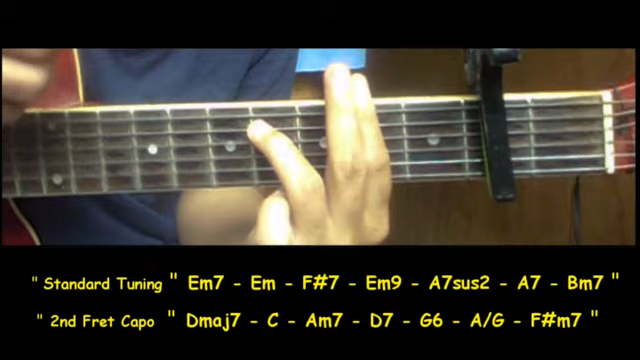 " Standard Tuning " Em7 - Em - F#7 - Em9 - A7sus2 - A7 - Bm7 "
" 2nd Fret Capo " Dmaj7 - C - Am7 - D7 - G6 - A/G - F#m7 "